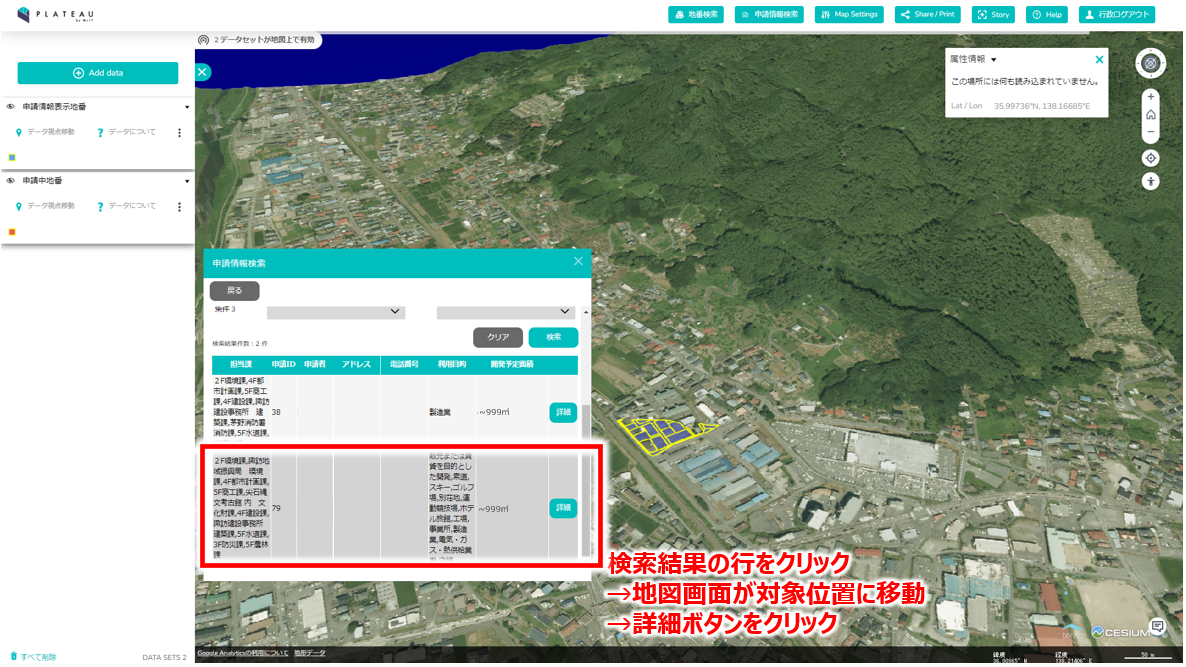 PLATEAU
by MLIT
地番検索
申請情報検索
Map Settings
Share / Print
Story
Help
行政ログアウト
2 データセットが地図上で有効
Add data
申請情報表示地番
データ視点移動
データについて
申請中地番
データ視点移動
データについて
すべて削除
DATA SETS 2
属性情報
この場所には何も読み込まれていません。
Lat / Lon 35.99736°N, 138.16685°E
申請情報検索
戻る
条件 3
クリア
検索
検索結果件数：2 件
担当課 申請ID 申請者 アドレス 電話番号 利用目的 開発予定面積
2F環境課,4F都
市計画課,5F商工
課,4F建設課,諏訪
建設事務所 建
築課,茅野消防署
消防課,5F水道課,
38
製造業
~999㎡
詳細
2F環境課,諏訪地
域振興局 環境
課,4F都市計画課,
5F商工課,尖石縄
文考古館 内 文
化財課,4F建設課,
諏訪建設事務所
建築課,5F水道課,
3F防災課,5F農林
課
79
販売または賃
貸を目的とし
た開発,索道,
スキー,ゴルフ
場,別荘地,運
動競技場,ホテ
ル旅館,工場,
事業所,製造
業,電気・ガ
ス・熱供給業
~999㎡
詳細
検索結果の行をクリック
→地図画面が対象位置に移動
→詳細ボタンをクリック
Google Analyticsの利用について 地形データ
CESIUM
緯度
36.00065° N
経度
138.21406° E
50 m